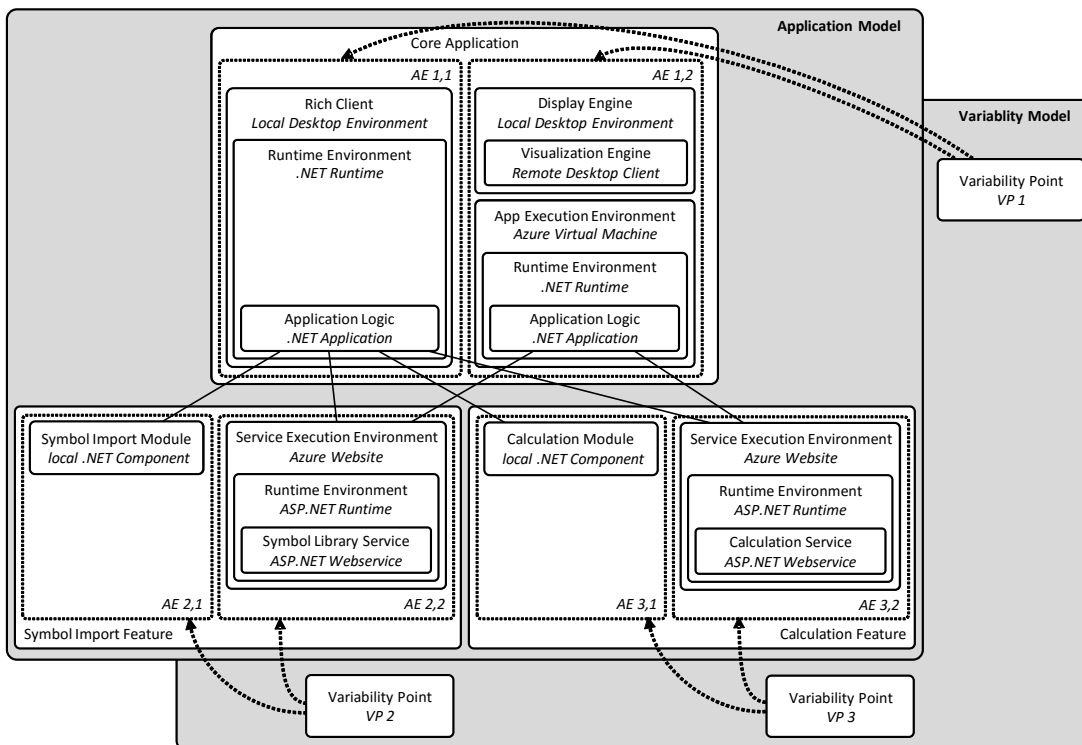 Application Model
Core Application
AE 1,1
AE 1,2
Rich Client
Local Desktop Environment
Runtime Environment
.NET Runtime
Display Engine
Local Desktop Environment
Visualization Engine
Remote Desktop Client
App Execution Environment
Azure Virtual Machine
Runtime Environment
.NET Runtime
Application Logic
.NET Application
Application Logic
.NET Application
Variablity Model
Variability Point
VP 1
Symbol Import Module
local .NET Component
Service Execution Environment
Azure Website
Runtime Environment
ASP.NET Runtime
Symbol Library Service
ASP.NET Webservice
AE 2,1
AE 2,2
Symbol Import Feature
Calculation Module
local .NET Component
Service Execution Environment
Azure Website
Runtime Environment
ASP.NET Runtime
Calculation Service
ASP.NET Webservice
AE 3,1
AE 3,2
Calculation Feature
Variability Point
VP 2
Variability Point
VP 3